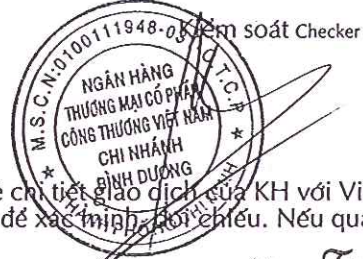 Kiểm soát Checker
M.S.C.N:0100111948-0
C.T.C.P
NGÂN HÀNG
THƯƠNG MẠI CỔ PHẦN
CÔNG THƯƠNG VIỆT NAM
CHI NHÁNH
BÌNH DƯƠNG
chi tiết giao dịch của KH với Vi
để xác minh, đối chiếu. Nếu quá